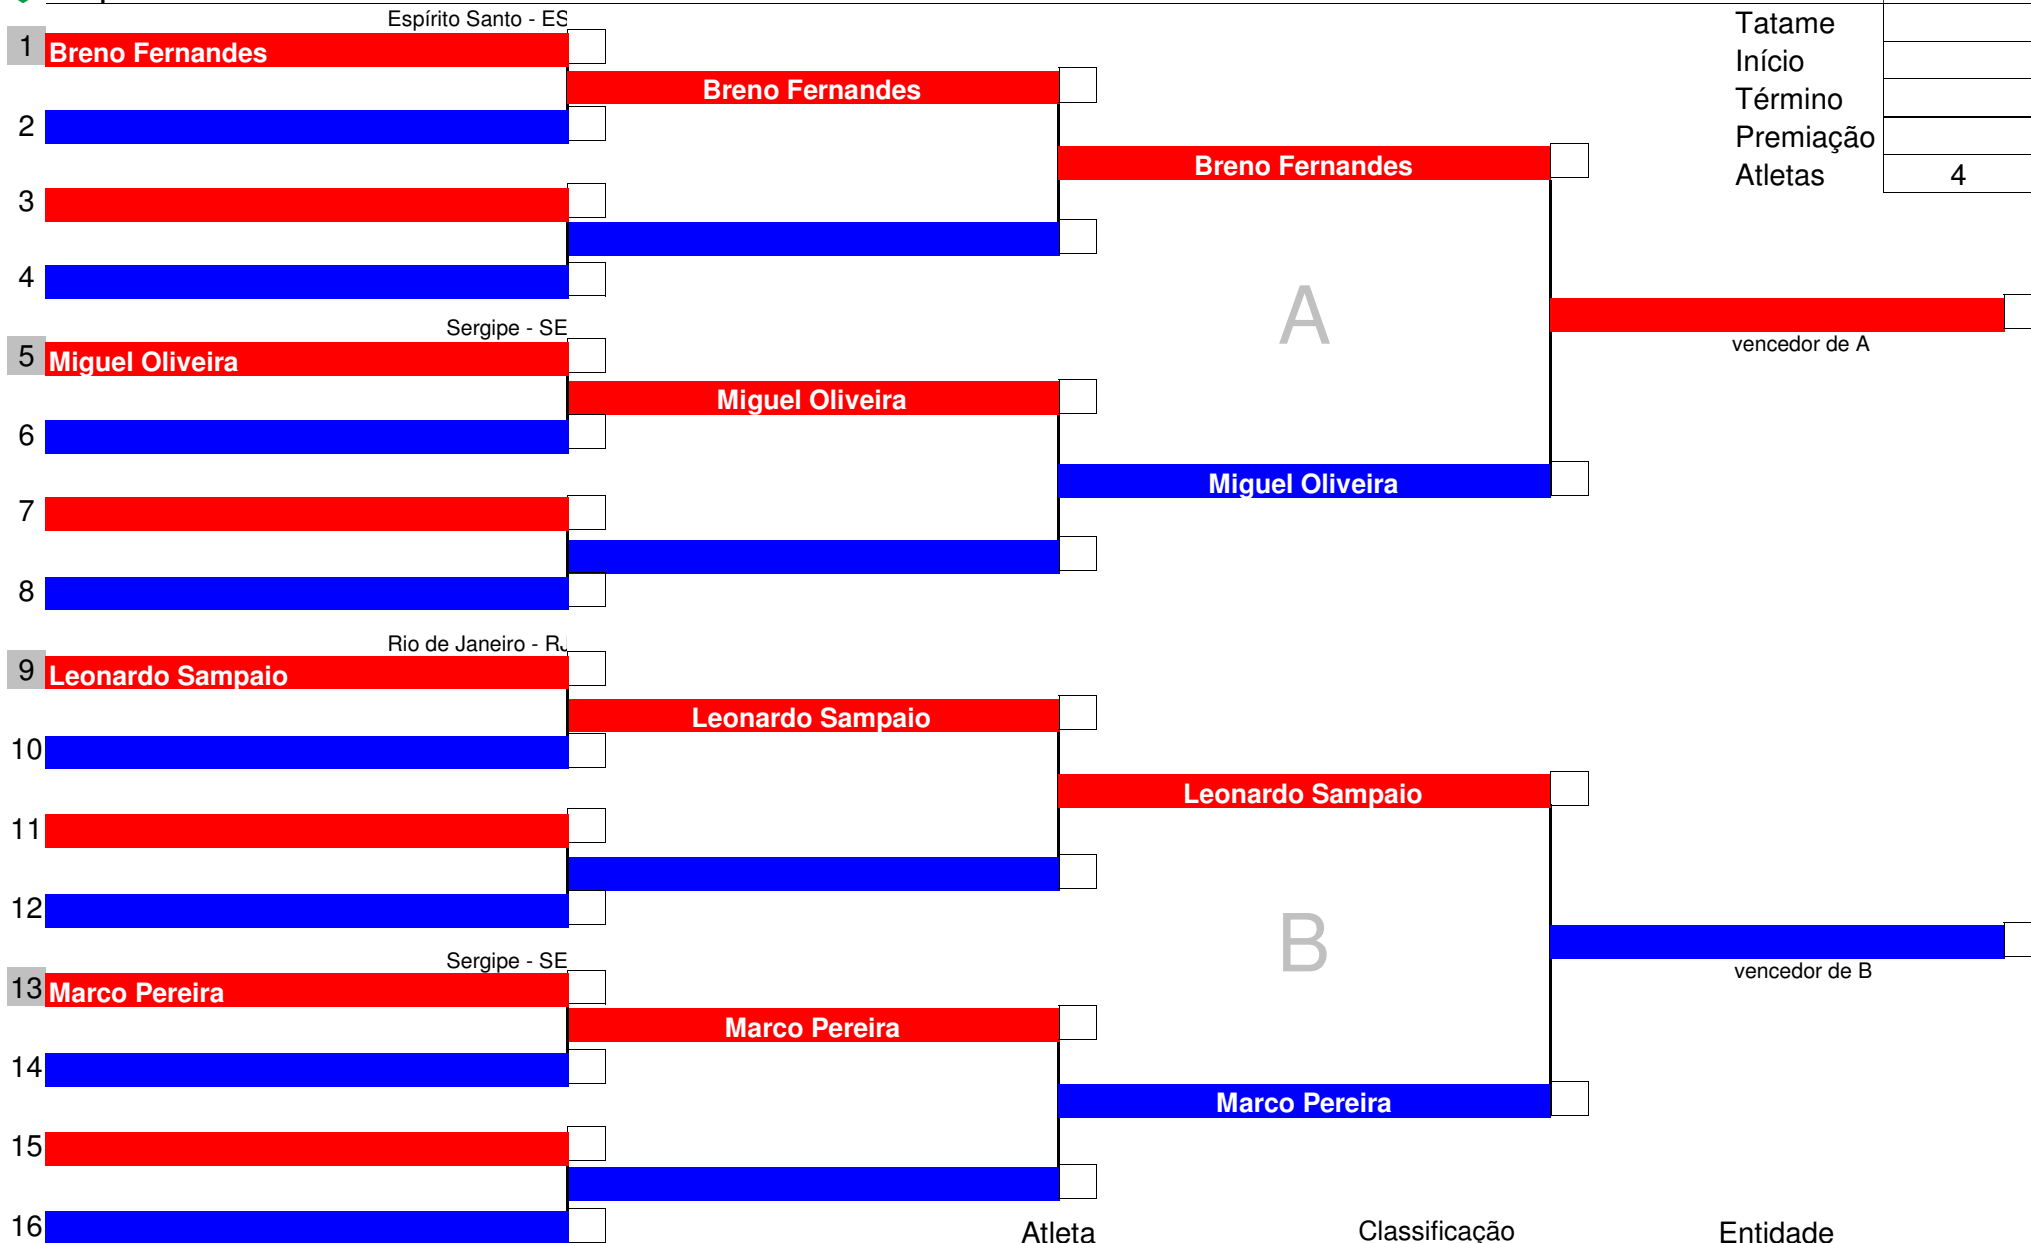 Espírito Santo - ES
Tatame
1 Breno Fernandes
Início
Breno Fernandes
Término
2
Premiação
Breno Fernandes
Atletas 4
3
4
A
Sergipe - SE
vencedor de A
5 Miguel Oliveira
Miguel Oliveira
6
Miguel Oliveira
7
8
Rio de Janeiro - RJ
9 Leonardo Sampaio
Leonardo Sampaio
10
Leonardo Sampaio
11
12
B
Sergipe - SE
vencedor de B
13 Marco Pereira
Marco Pereira
14
Marco Pereira
15
16
Atleta Classificação Entidade